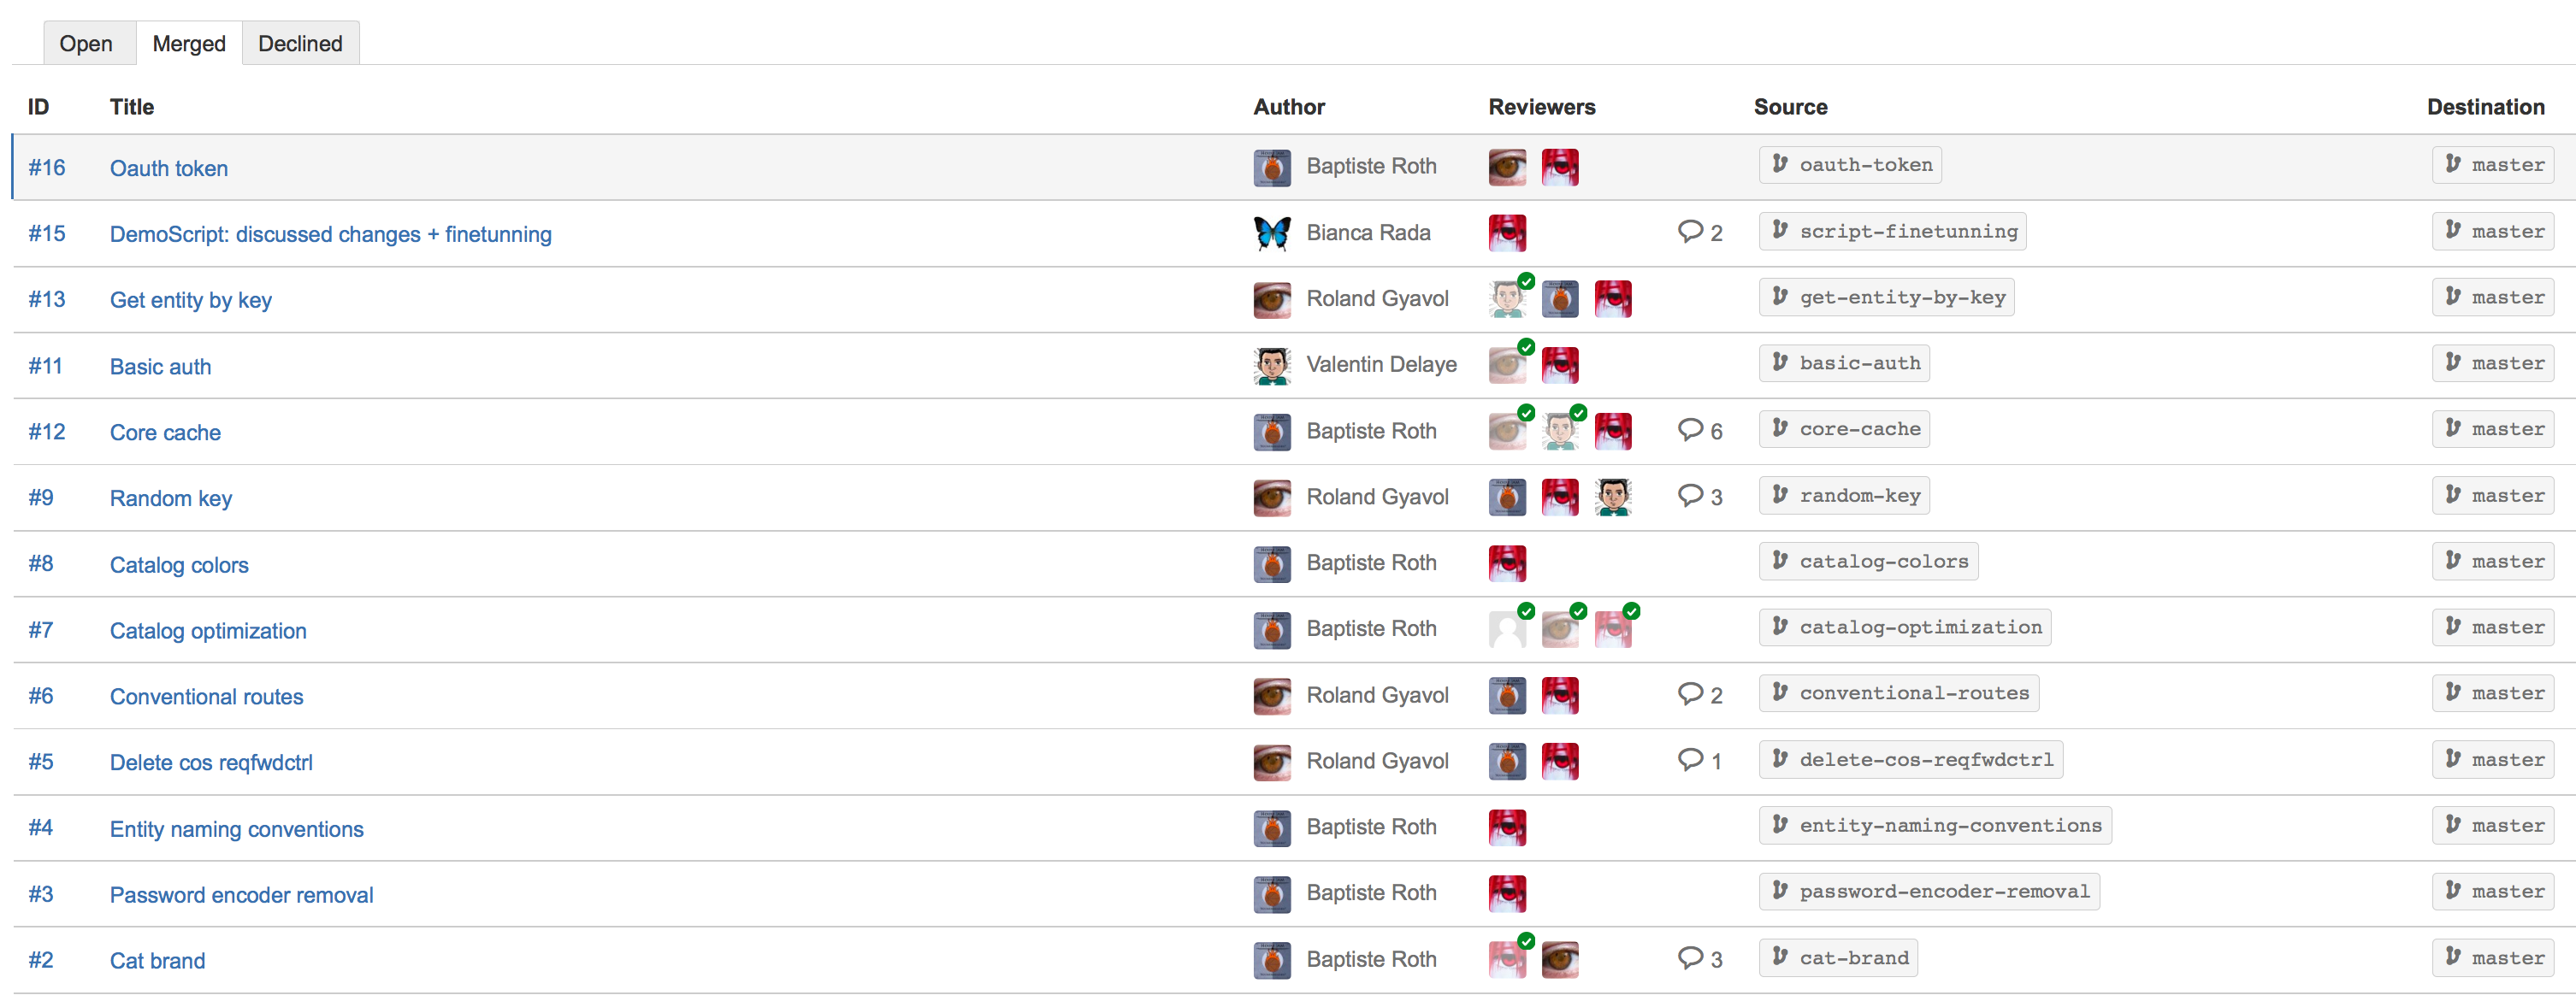 Open Merged Declined
ID Title Author Reviewers Source Destination
#16 Oauth token Baptiste Roth oauth-token master
#15 DemoScript: discussed changes + finetunning Bianca Rada 2 script-finetunning master
#13 Get entity by key Roland Gyavol get-entity-by-key master
#11 Basic auth Valentin Delaye basic-auth master
#12 Core cache Baptiste Roth 6 core-cache master
#9 Random key Roland Gyavol 3 random-key master
#8 Catalog colors Baptiste Roth catalog-colors master
#7 Catalog optimization Baptiste Roth catalog-optimization master
#6 Conventional routes Roland Gyavol 2 conventional-routes master
#5 Delete cos reqfwdctrl Roland Gyavol 1 delete-cos-reqfwdctrl master
#4 Entity naming conventions Baptiste Roth entity-naming-conventions master
#3 Password encoder removal Baptiste Roth password-encoder-removal master
#2 Cat brand Baptiste Roth 3 cat-brand master